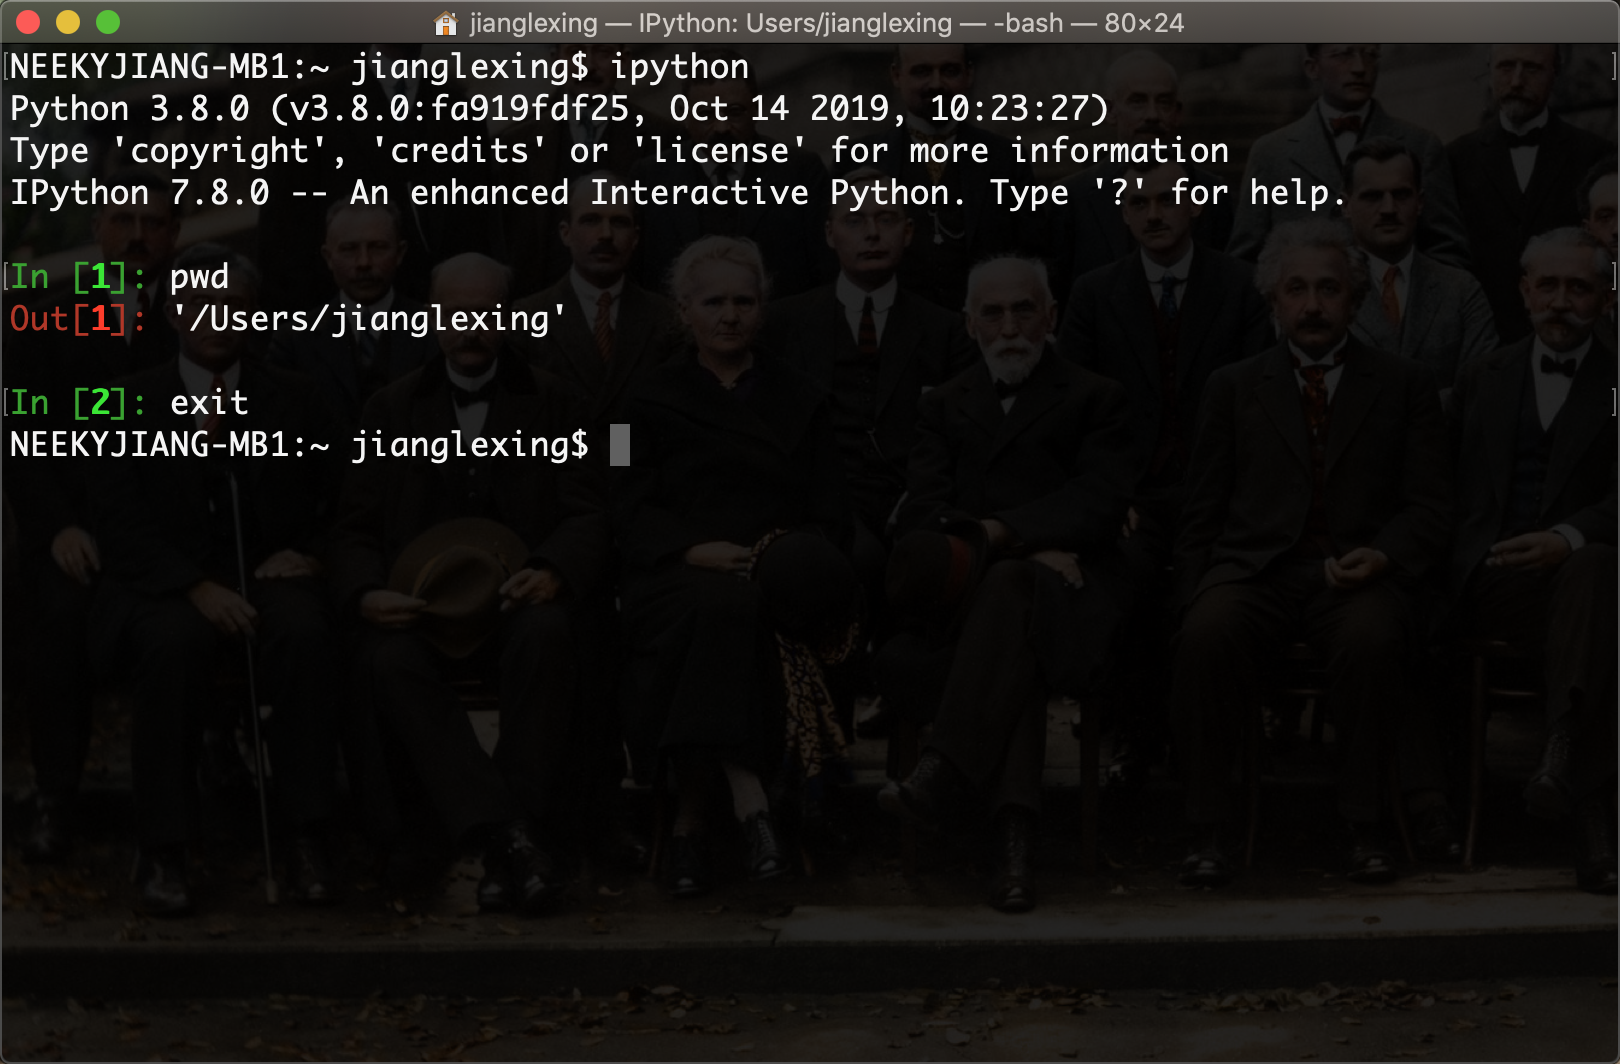 jianglexing — IPython: Users/jianglexing — -bash — 80×24
NEEKYJIANG-MB1:~ jianglexing$ ipython
Python 3.8.0 (v3.8.0:fa919fdf25, Oct 14 2019, 10:23:27)
Type 'copyright', 'credits' or 'license' for more information
IPython 7.8.0 -- An enhanced Interactive Python. Type '?' for help.
In [1]: pwd
Out[1]: '/Users/jianglexing'
In [2]: exit
NEEKYJIANG-MB1:~ jianglexing$